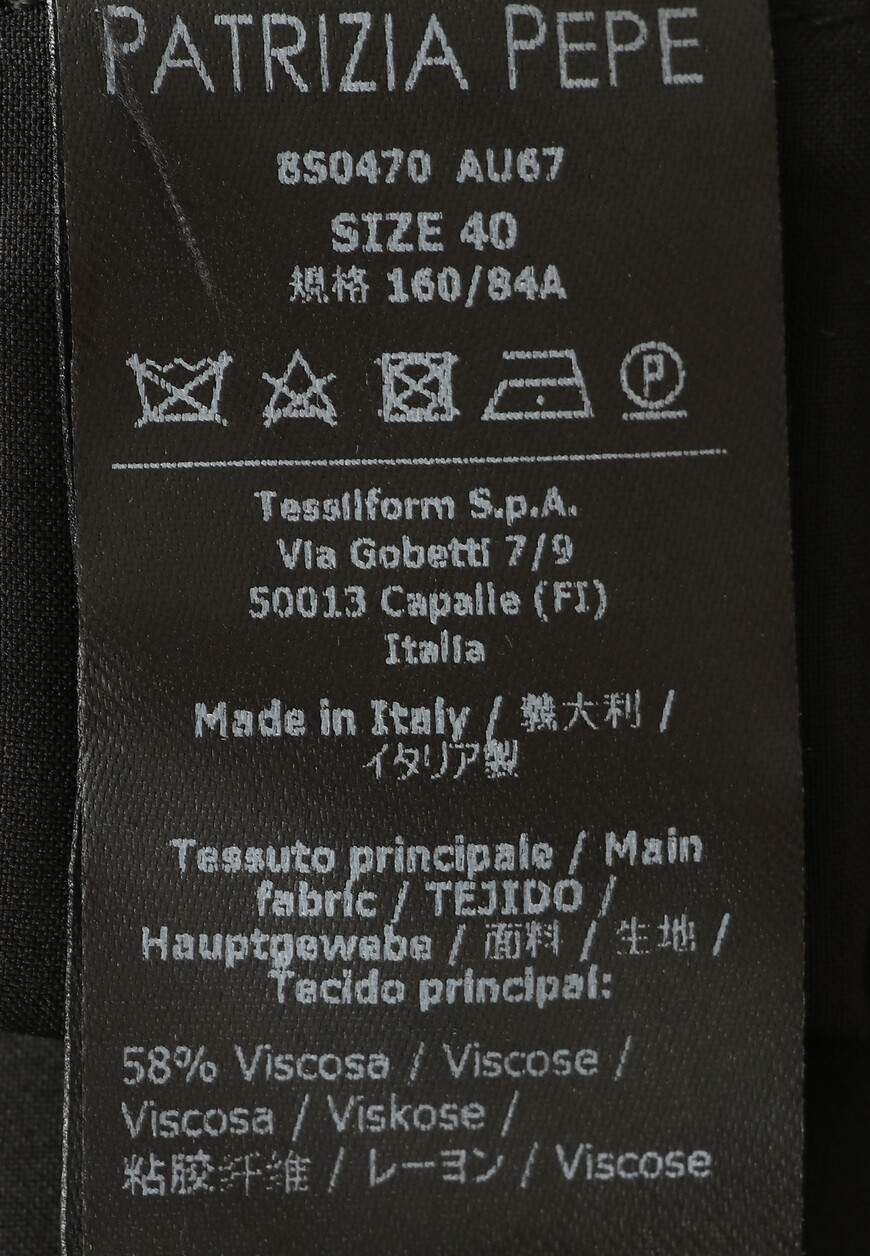 PATRIZIA PEPE
8S0470 AU67
SIZE 40
規格 160/84A
P
Tessilform S.p.A.
Via Gobetti 7/9
50013 Capalle (FI)
Italia
Made in Italy / 義大利 /
イタリア製
Tessuto principale / Main
fabric / TEJIDO /
Hauptgewebe / 面料 / 生地 /
Tecido principal:
58% Viscosa / Viscose /
Viscosa / Viskose /
粘胶纤维 / レーヨン / Viscose